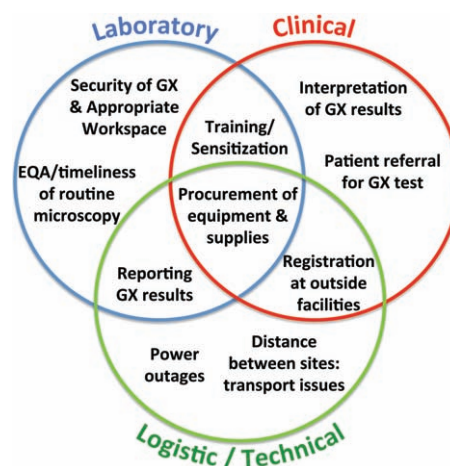 Laboratory
Clinical
Security of GX
& Appropriate
Workspace
Interpretation
of GX results
Training/
Sensitization
EQA/timeliness
of routine
microscopy
Patient referral
for GX test
Procurement of
equipment &
supplies
Reporting
GX results
Registration
at outside
facilities
Power
outages
Distance
between sites:
transport issues
Logistic / Technical